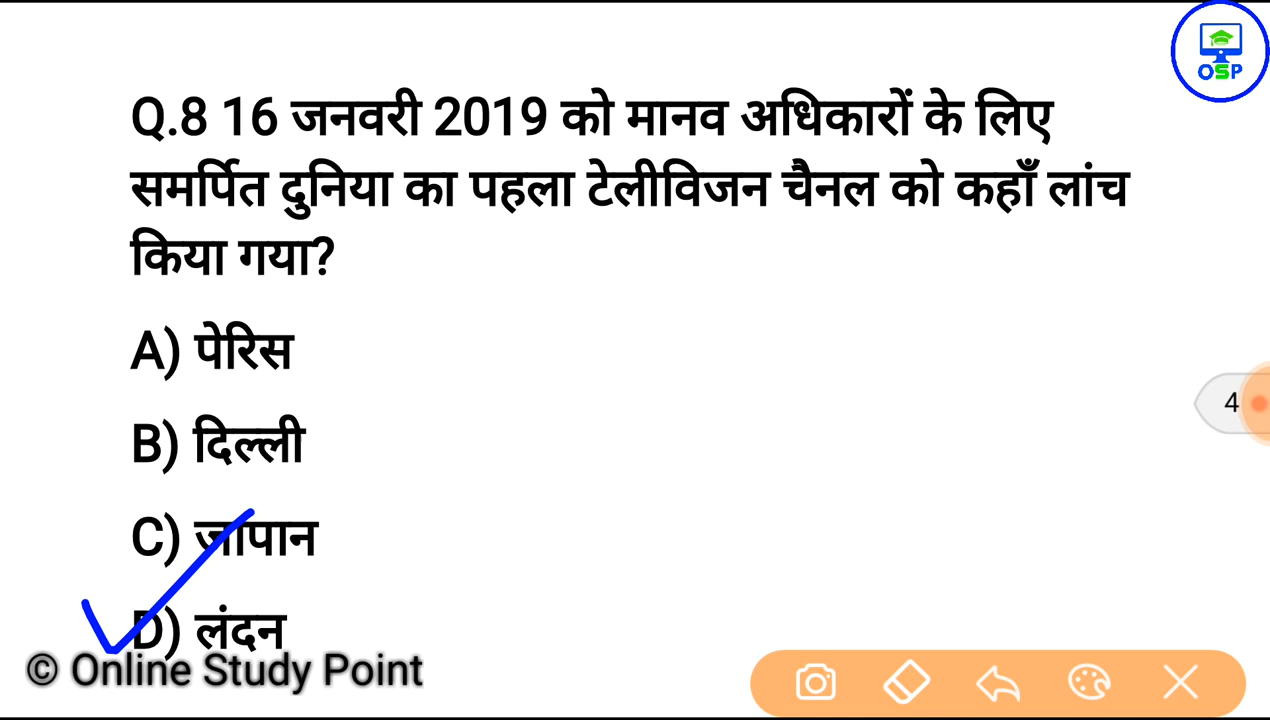 OSP
Q.8 16 जनवरी 2019 को मानव अधिकारों के लिए
समर्पित दुनिया का पहला टेलीविजन चैनल को कहाँ लांच
किया गया?
A) पेरिस
B) दिल्ली
4
C) जापान
D) लंदन
© Online Study Point